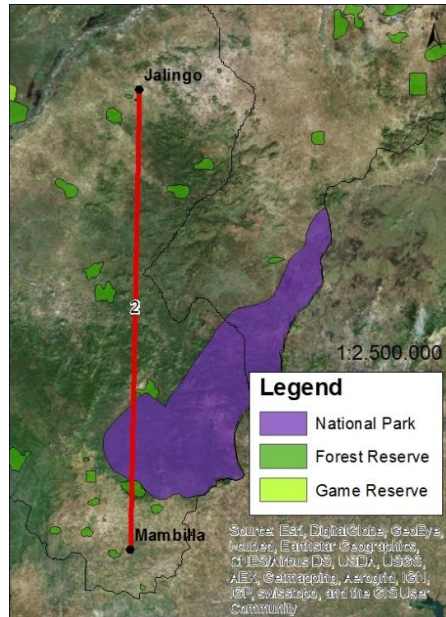 Jalingo
2
1:2.500.000
Legend
National Park
Forest Reserve
Game Reserve
Mambilla
Source: Esri, DigitalGlobe, GeoEye,
i-cubed, Earthstar Geographics,
CNES/Airbus DS, USDA, USGS,
AEX, Getmapping, Aerogrid, IGN,
IGP, swisstopo, and the GIS User
Community